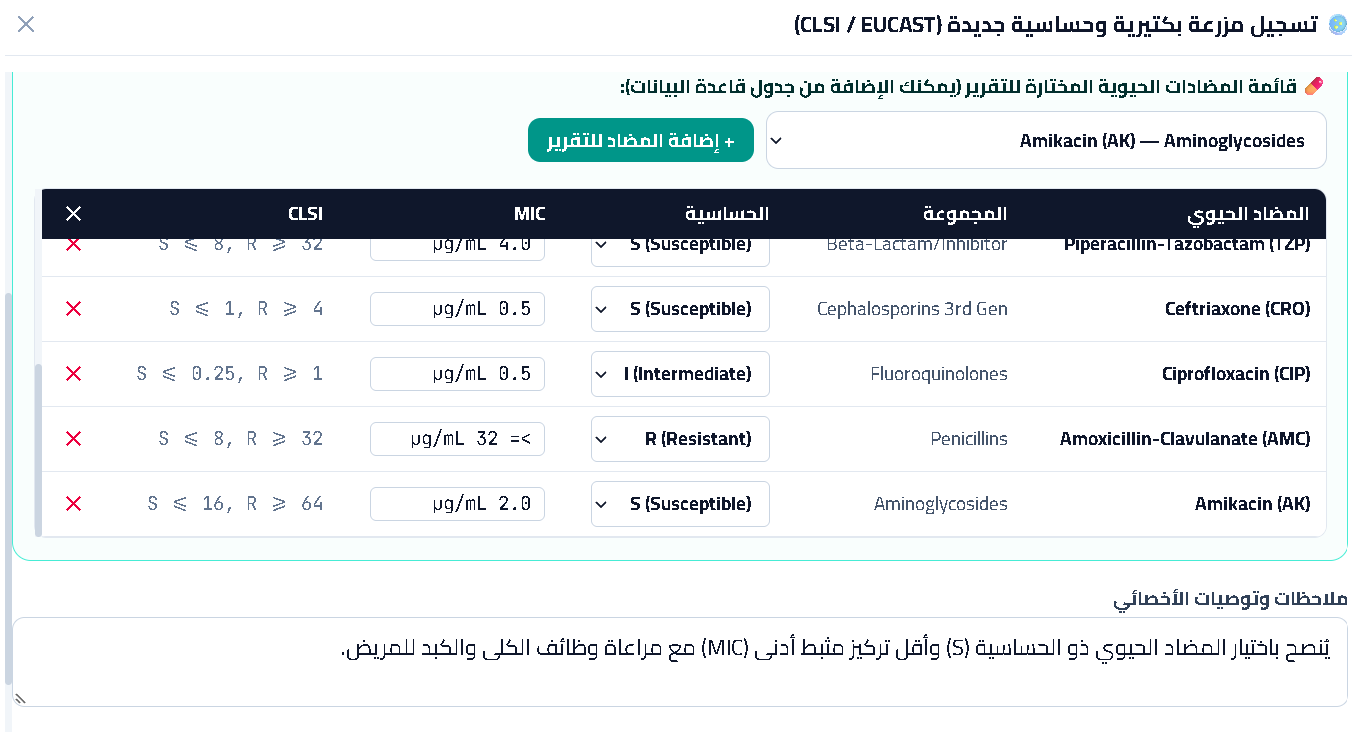 تسجيل مزرعة بكتيرية وحساسية جديدة (CLSI / EUCAST)
قائمة المضادات الحيوية المختارة للتقرير (يمكنك الإضافة من جدول قاعدة البيانات):
Amikacin (AK) — Aminoglycosides
+ إضافة المضاد للتقرير
المضاد الحيوي المجموعة الحساسية MIC CLSI
Piperacillin-Tazobactam (TZP) Beta-Lactam/Inhibitor S (Susceptible) µg/mL 4.0 S ⩽ 8, R ⩾ 32
Ceftriaxone (CRO) Cephalosporins 3rd Gen S (Susceptible) µg/mL 0.5 S ⩽ 1, R ⩾ 4
Ciprofloxacin (CIP) Fluoroquinolones I (Intermediate) µg/mL 0.5 S ⩽ 0.25, R ⩾ 1
Amoxicillin-Clavulanate (AMC) Penicillins R (Resistant) µg/mL 32 =< S ⩽ 8, R ⩾ 32
Amikacin (AK) Aminoglycosides S (Susceptible) µg/mL 2.0 S ⩽ 16, R ⩾ 64
ملاحظات وتوصيات الأخصائي
يُنصح باختيار المضاد الحيوي ذو الحساسية (S) وأقل تركيز مثبط أدنى (MIC) مع مراعاة وظائف الكلى والكبد للمريض.